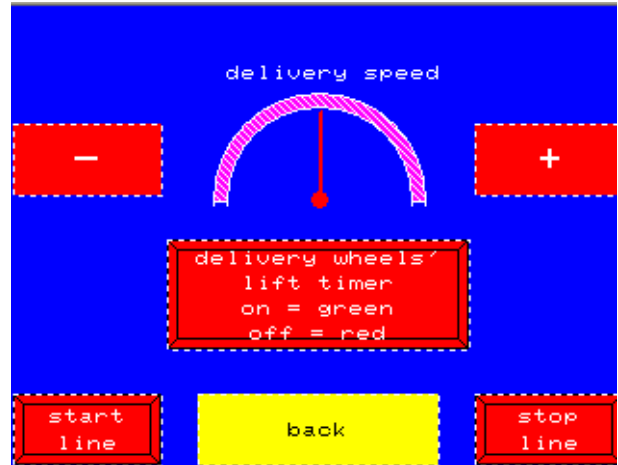 delivery speed
–
+
delivery wheels'
lift timer
on = green
off = red
start
line
back
stop
line